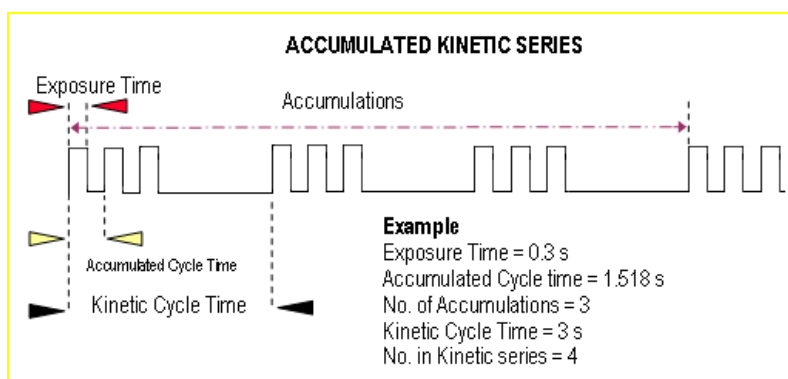 ACCUMULATED KINETIC SERIES
Exposure Time
Accumulations
Accumulated Cycle Time
Kinetic Cycle Time
Example
Exposure Time = 0.3 s
Accumulated Cycle time = 1.518 s
No. of Accumulations = 3
Kinetic Cycle Time = 3 s
No. in Kinetic series = 4